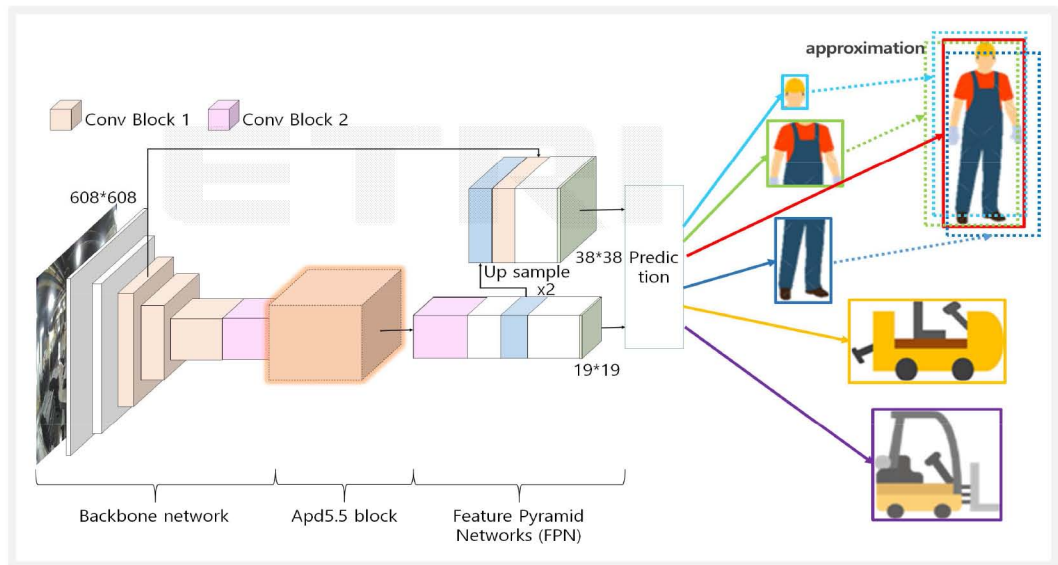 approximation
Conv Block 1
Conv Block 2
ETRI
608*608
Up sample
x2
38*38
Predic
tion
19*19
Backbone network
Apd5.5 block
Feature Pyramid
Networks (FPN)